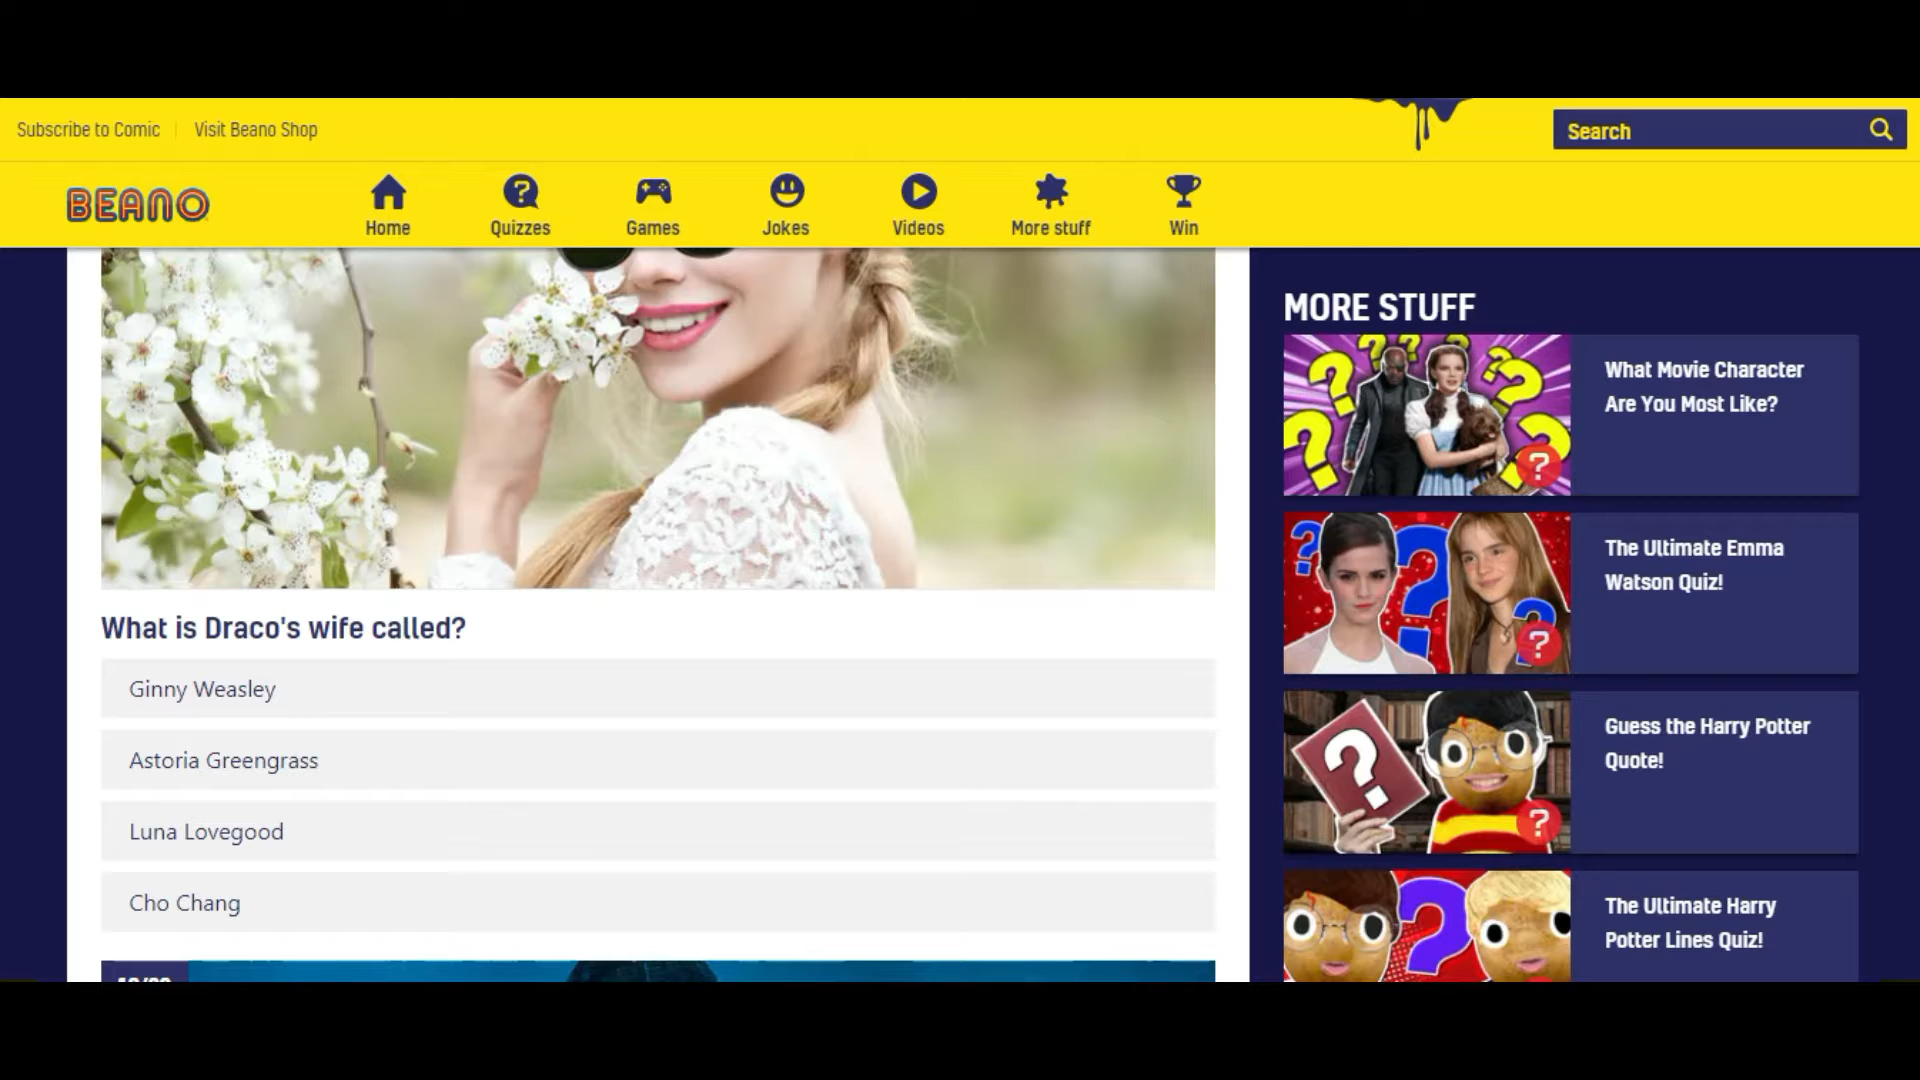 Subscribe to Comic
Visit Beano Shop
Search
BEANO
Home
Quizzes
Games
Jokes
Videos
More stuff
Win
MORE STUFF
What Movie Character
Are You Most Like?
The Ultimate Emma
Watson Quiz!
Guess the Harry Potter
Quote!
The Ultimate Harry
Potter Lines Quiz!
What is Draco's wife called?
Ginny Weasley
Astoria Greengrass
Luna Lovegood
Cho Chang